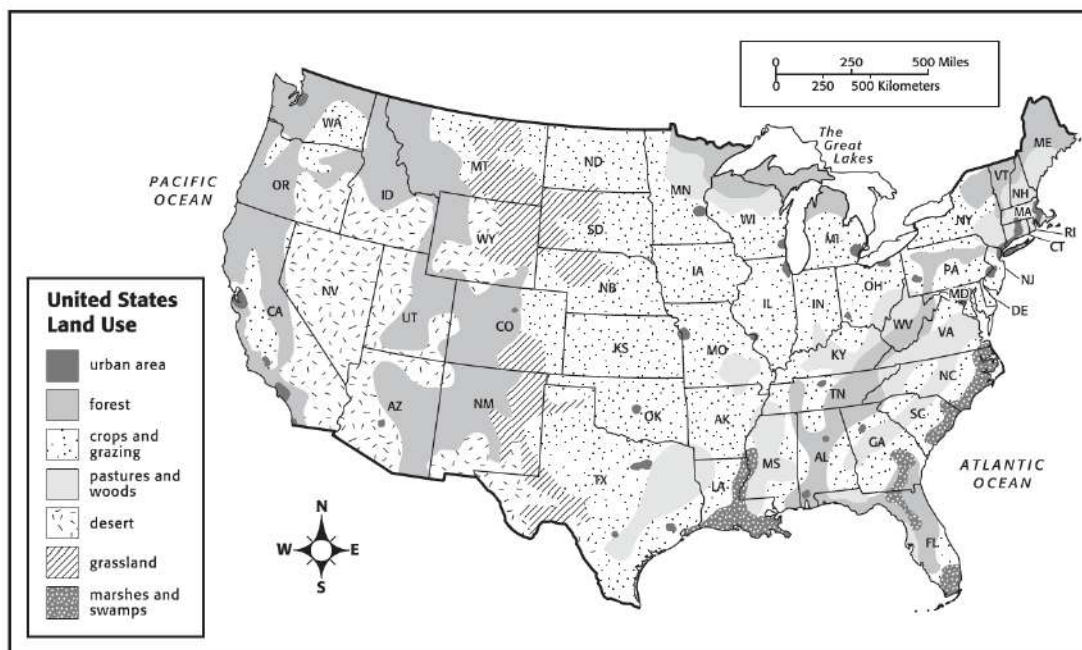 0 250 500 Miles
0 250 500 Kilometers
The
Great
Lakes
PACIFIC
OCEAN
ATLANTIC
OCEAN
WA
OR
ID
MT
ND
MN
WI
MI
NY
VT
NH
ME
MA
RI
CT
NJ
DE
MD
PA
OH
IN
IL
IA
SD
WY
NB
NV
CA
UT
CO
KS
MO
KY
WV
VA
NC
TN
SC
GA
AL
MS
AK
LA
OK
TX
NM
AZ
FL
N
W E
S
United States
Land Use
urban area
forest
crops and
grazing
pastures and
woods
desert
grassland
marshes and
swamps